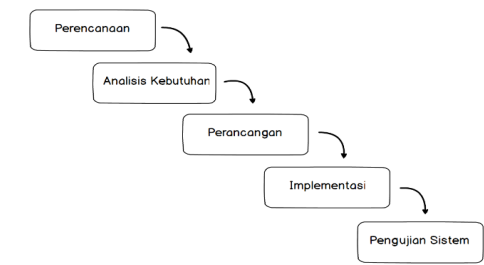 Perencanaan
Analisis Kebutuhan
Perancangan
Implementasi
Pengujian Sistem